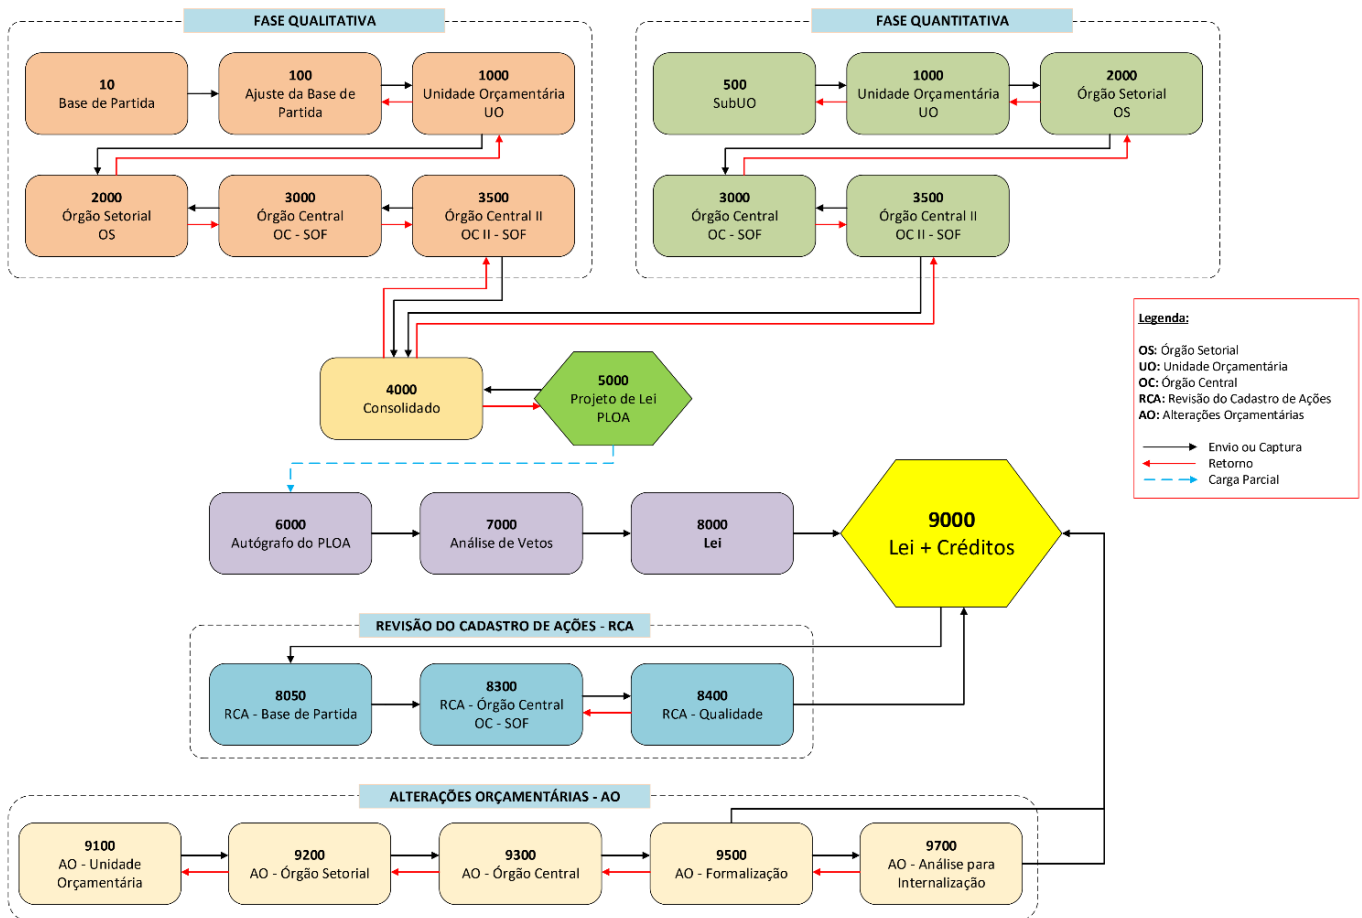 FASE QUALITATIVA
10
Base de Partida
100
Ajuste da Base de
Partida
1000
Unidade Orçamentária
UO
2000
Órgão Setorial
OS
3000
Órgão Central
OC - SOF
3500
Órgão Central II
OC II - SOF
FASE QUANTITATIVA
500
SubUO
1000
Unidade Orçamentária
UO
2000
Órgão Setorial
OS
3000
Órgão Central
OC - SOF
3500
Órgão Central II
OC II - SOF
Legenda:
OS: Órgão Setorial
UO: Unidade Orçamentária
OC: Órgão Central
RCA: Revisão do Cadastro de Ações
AO: Alterações Orçamentárias
Envio ou Captura
Retorno
Carga Parcial
4000
Consolidado
5000
Projeto de Lei
PLOA
6000
Autógrafo do PLOA
7000
Análise de Vetos
8000
Lei
9000
Lei + Créditos
REVISÃO DO CADASTRO DE AÇÕES - RCA
8050
RCA - Base de Partida
8300
RCA - Órgão Central
OC - SOF
8400
RCA - Qualidade
ALTERAÇÕES ORÇAMENTÁRIAS - AO
9100
AO - Unidade
Orçamentária
9200
AO - Órgão Setorial
9300
AO - Órgão Central
9500
AO - Formalização
9700
AO - Análise para
Internalização